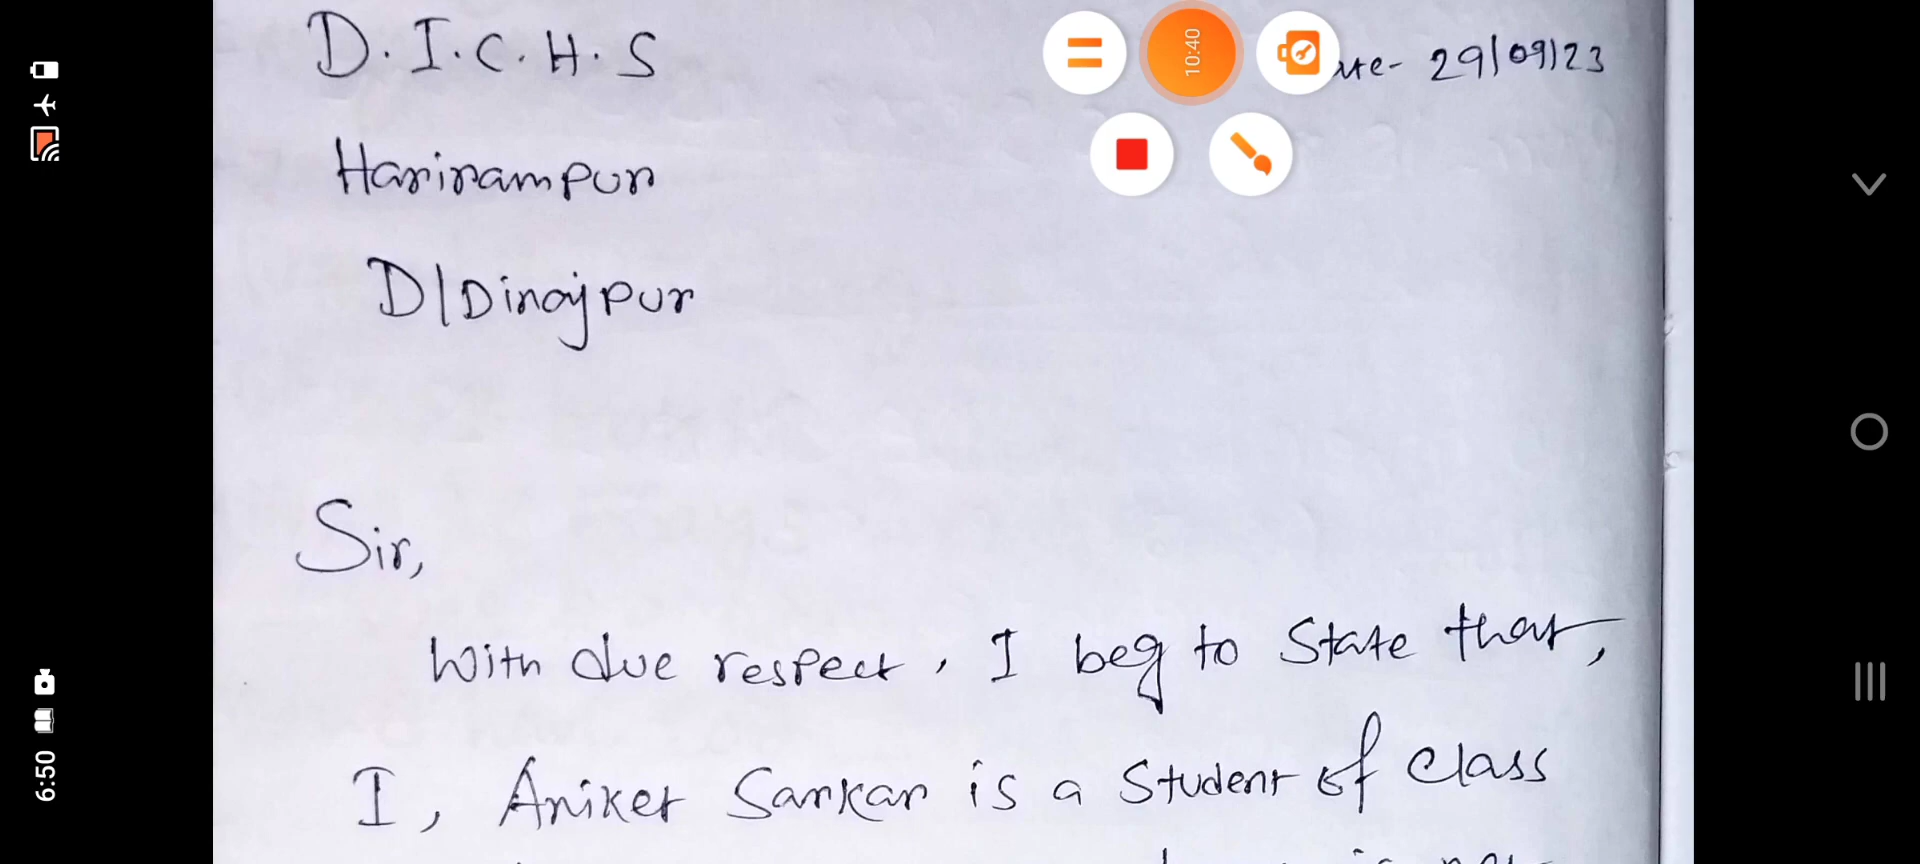 D.I.C.H.S
ate- 29/09/23
10:40
Harirampur
D/Dinajpur
Sir,
With due respect, I beg to State that,
I, Aniket Sarkar is a Student of class
6:50